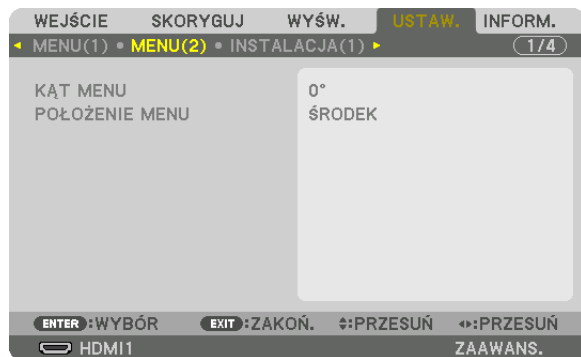 WEJŚCIE SKORYGUJ WYŚW. USTAW. INFORM.
MENU(1) • MENU(2) • INSTALACJA(1) 1/4
KĄT MENU 0°
POŁOŻENIE MENU ŚRODEK
ENTER :WYBÓR EXIT :ZAKOŃ. :PRZESUŃ :PRZESUŃ
HDMI1 ZAAWANS.